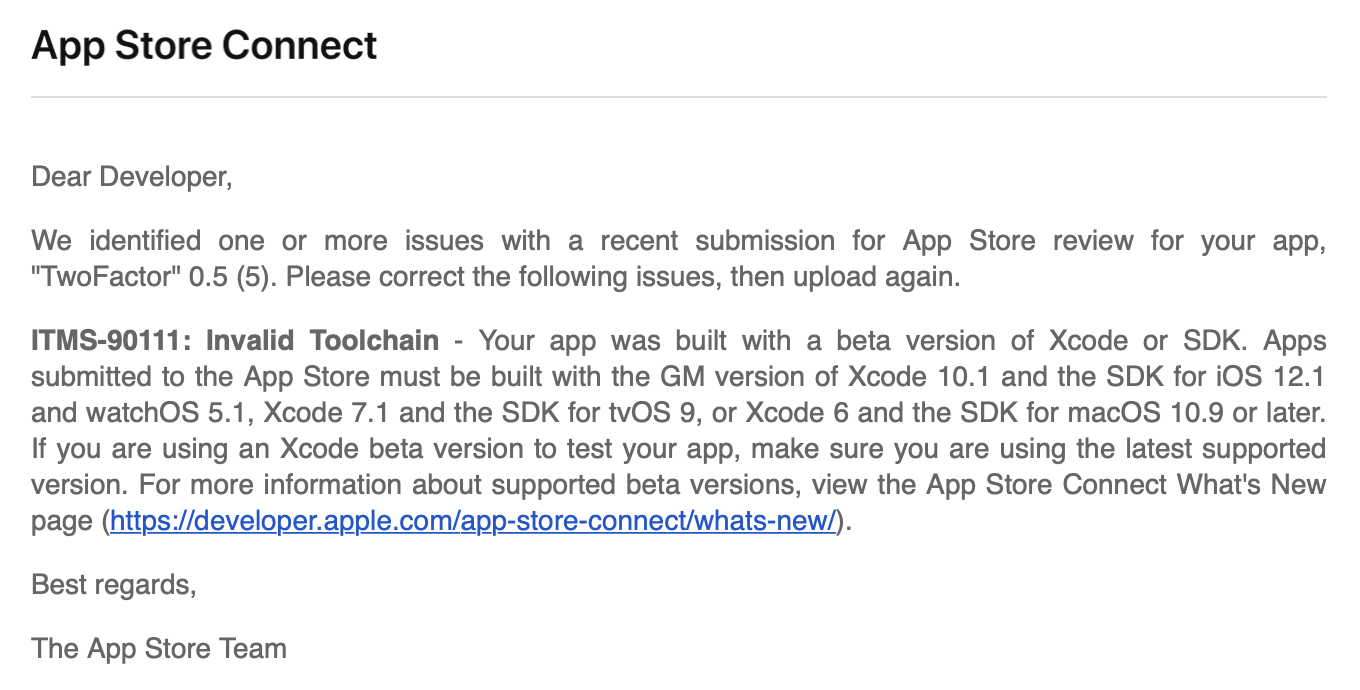 App Store Connect
Dear Developer,
We identified one or more issues with a recent submission for App Store review for your app,
"TwoFactor" 0.5 (5). Please correct the following issues, then upload again.
ITMS-90111: Invalid Toolchain - Your app was built with a beta version of Xcode or SDK. Apps
submitted to the App Store must be built with the GM version of Xcode 10.1 and the SDK for iOS 12.1
and watchOS 5.1, Xcode 7.1 and the SDK for tvOS 9, or Xcode 6 and the SDK for macOS 10.9 or later.
If you are using an Xcode beta version to test your app, make sure you are using the latest supported
version. For more information about supported beta versions, view the App Store Connect What's New
page (https://developer.apple.com/app-store-connect/whats-new/).
Best regards,
The App Store Team